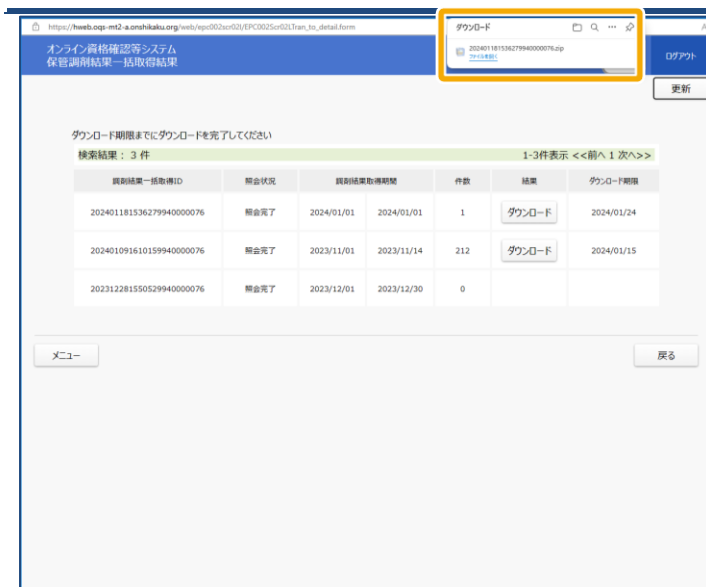 https://hweb.oqs-mt2-a.onshikaku.org/web/epc002scr02l/EPC002Scr02LTran_to_detail.form
ダウンロード
202401181536279940000076.zip
ファイルを開く
オンライン資格確認等システム
保管調剤結果一括取得結果
ログアウト
更新
ダウンロード期限までにダウンロードを完了してください
検索結果： 3 件 1-3件表示 <<前へ 1 次へ>>
調剤結果一括取得ID 照会状況 調剤結果取得期間 件数 結果 ダウンロード期限
202401181536279940000076 照会完了 2024/01/01 2024/01/01 1 ダウンロード 2024/01/24
202401091610159940000076 照会完了 2023/11/01 2023/11/14 212 ダウンロード 2024/01/15
202312281550529940000076 照会完了 2023/12/01 2023/12/30 0
メニュー 戻る